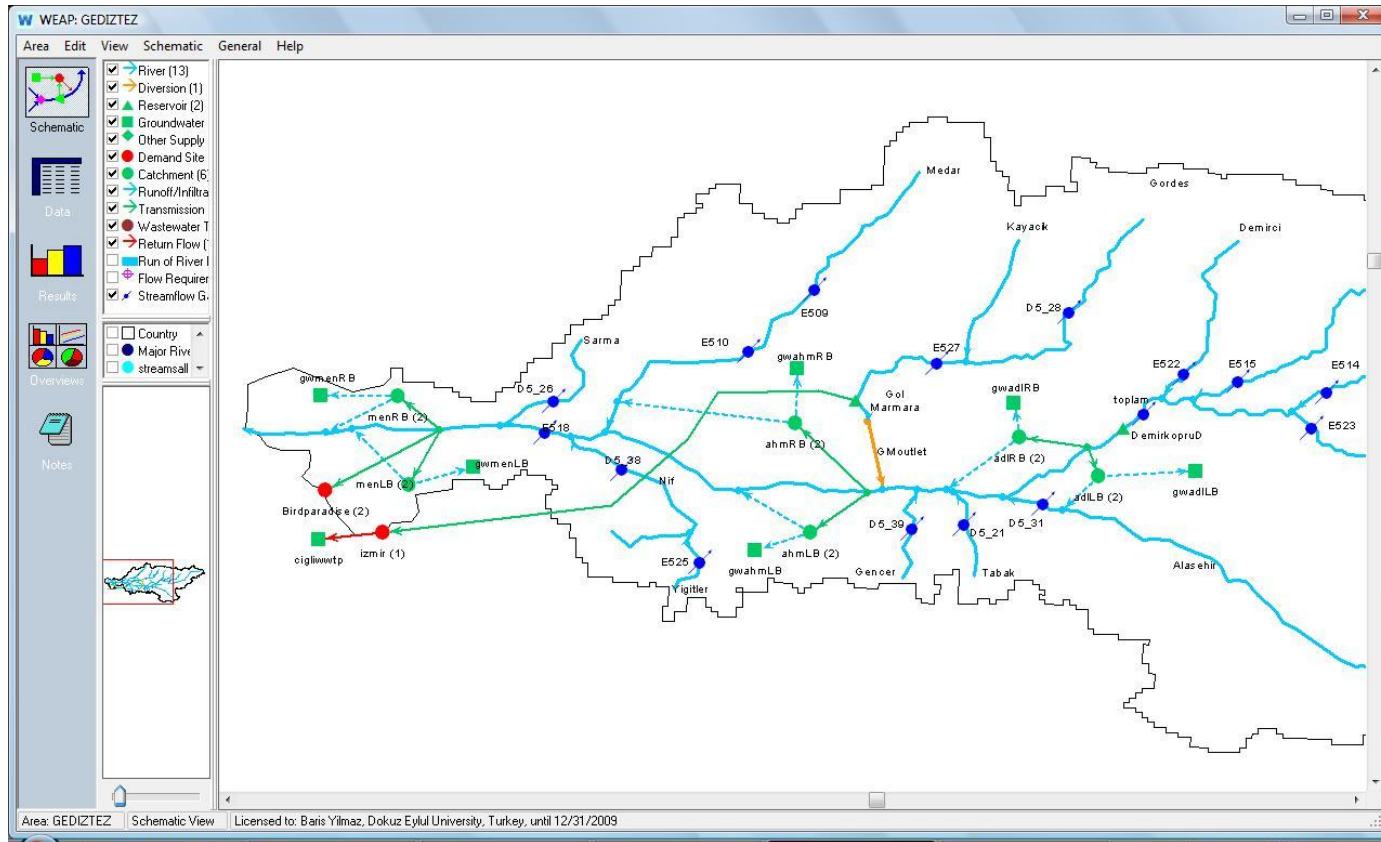 WEAP: GEDIZTEZ
Area Edit View Schematic General Help
Schematic
Data
Results
Overviews
Notes
River (13)
Diversion (1)
Reservoir (2)
Groundwater
Other Supply
Demand Site
Catchment (6)
Runoff/Infiltra
Transmission
Wastewater T
Return Flow (
Run of River
Flow Requirer
Streamflow G
Country
Major Rive
streamsall
Medar
Gordes
Kayacik
Demirci
E509
D5_28
Sarma
E510
E527
gwahmRB
E522
E515
E514
gwmenRB
D5_26
Gol
Marmara
gwadlRB
toplam
menRB (2)
E518
ahmRB (2)
GMoutlet
DemirkopruD
E523
D5_38
adlRB (2)
gwmenLB
Nif
adlLB (2)
gwadlLB
menLB (2)
Birdparadise (2)
D5_39
D5_21
D5_31
cigliwwtp
izmir (1)
gwahmLB
ahmLB (2)
E525
Gencer
Tabak
Alasehir
Yigitler
Area: GEDIZTEZ Schematic View Licensed to: Baris Yilmaz, Dokuz Eylul University, Turkey, until 12/31/2009